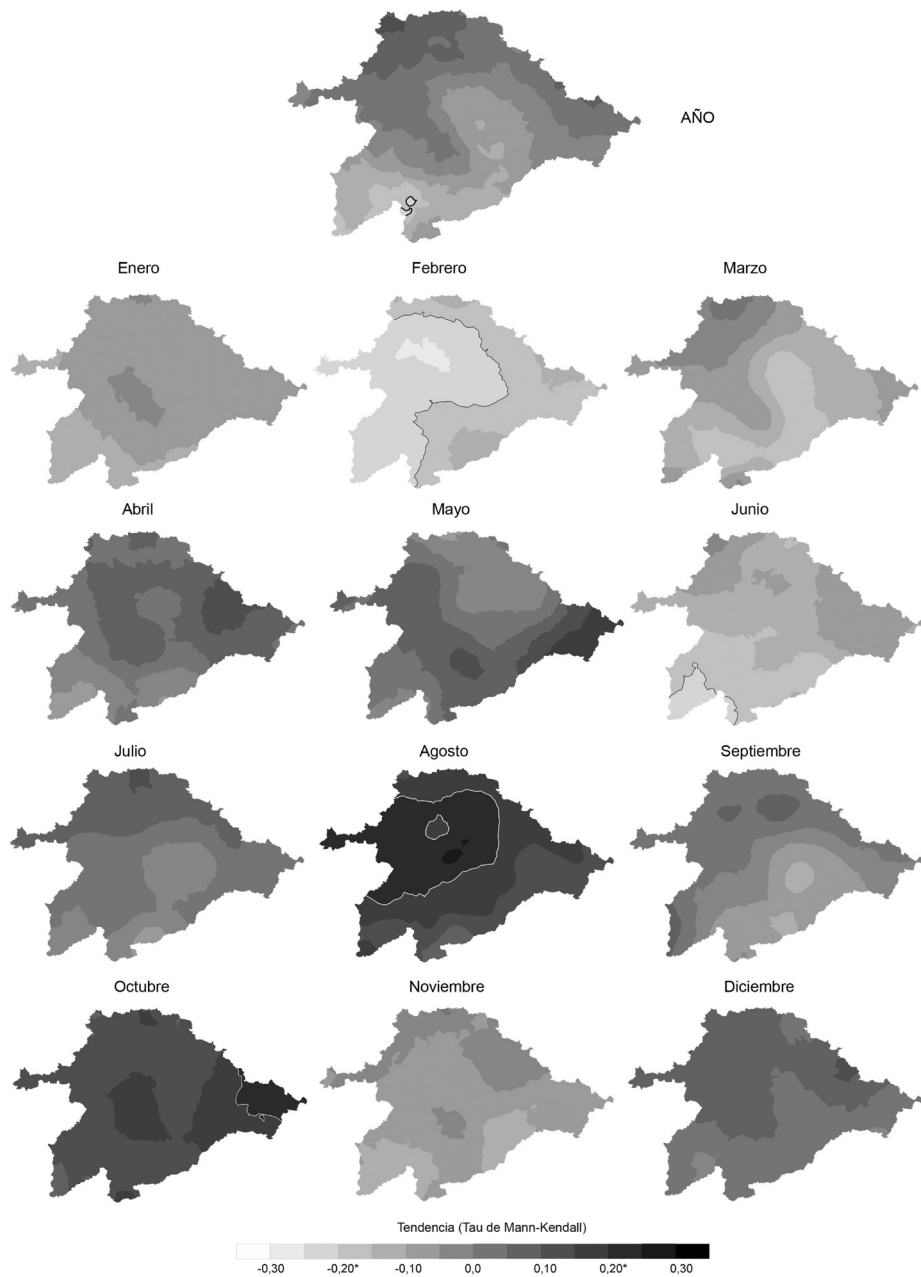 AÑO
Enero
Febrero
Marzo
Abril
Mayo
Junio
Julio
Agosto
Septiembre
Octubre
Noviembre
Diciembre
Tendencia (Tau de Mann-Kendall)
-0,30 -0,20* -0,10 0,0 0,10 0,20* 0,30